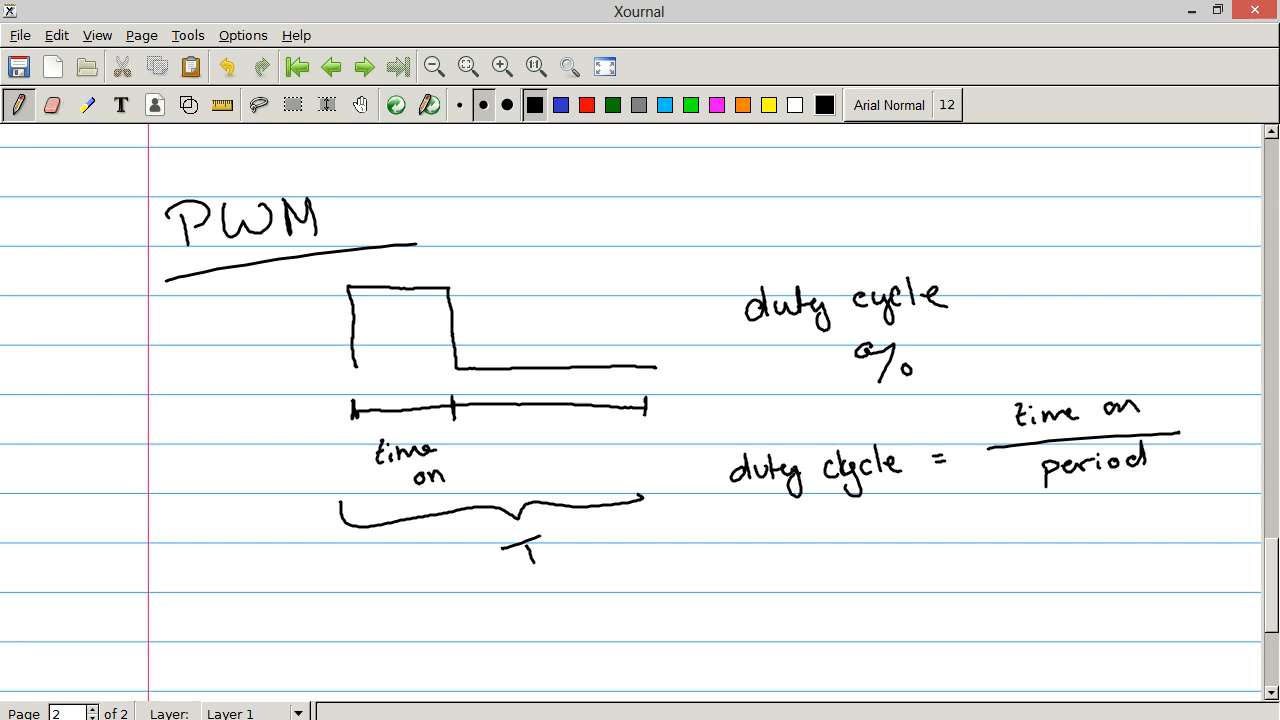 Xournal
File Edit View Page Tools Options Help
T Arial Normal 12
PWM
duty cycle
%
time on
duty cycle = period
time
on
T
Page 2 of 2 Layer: Layer 1